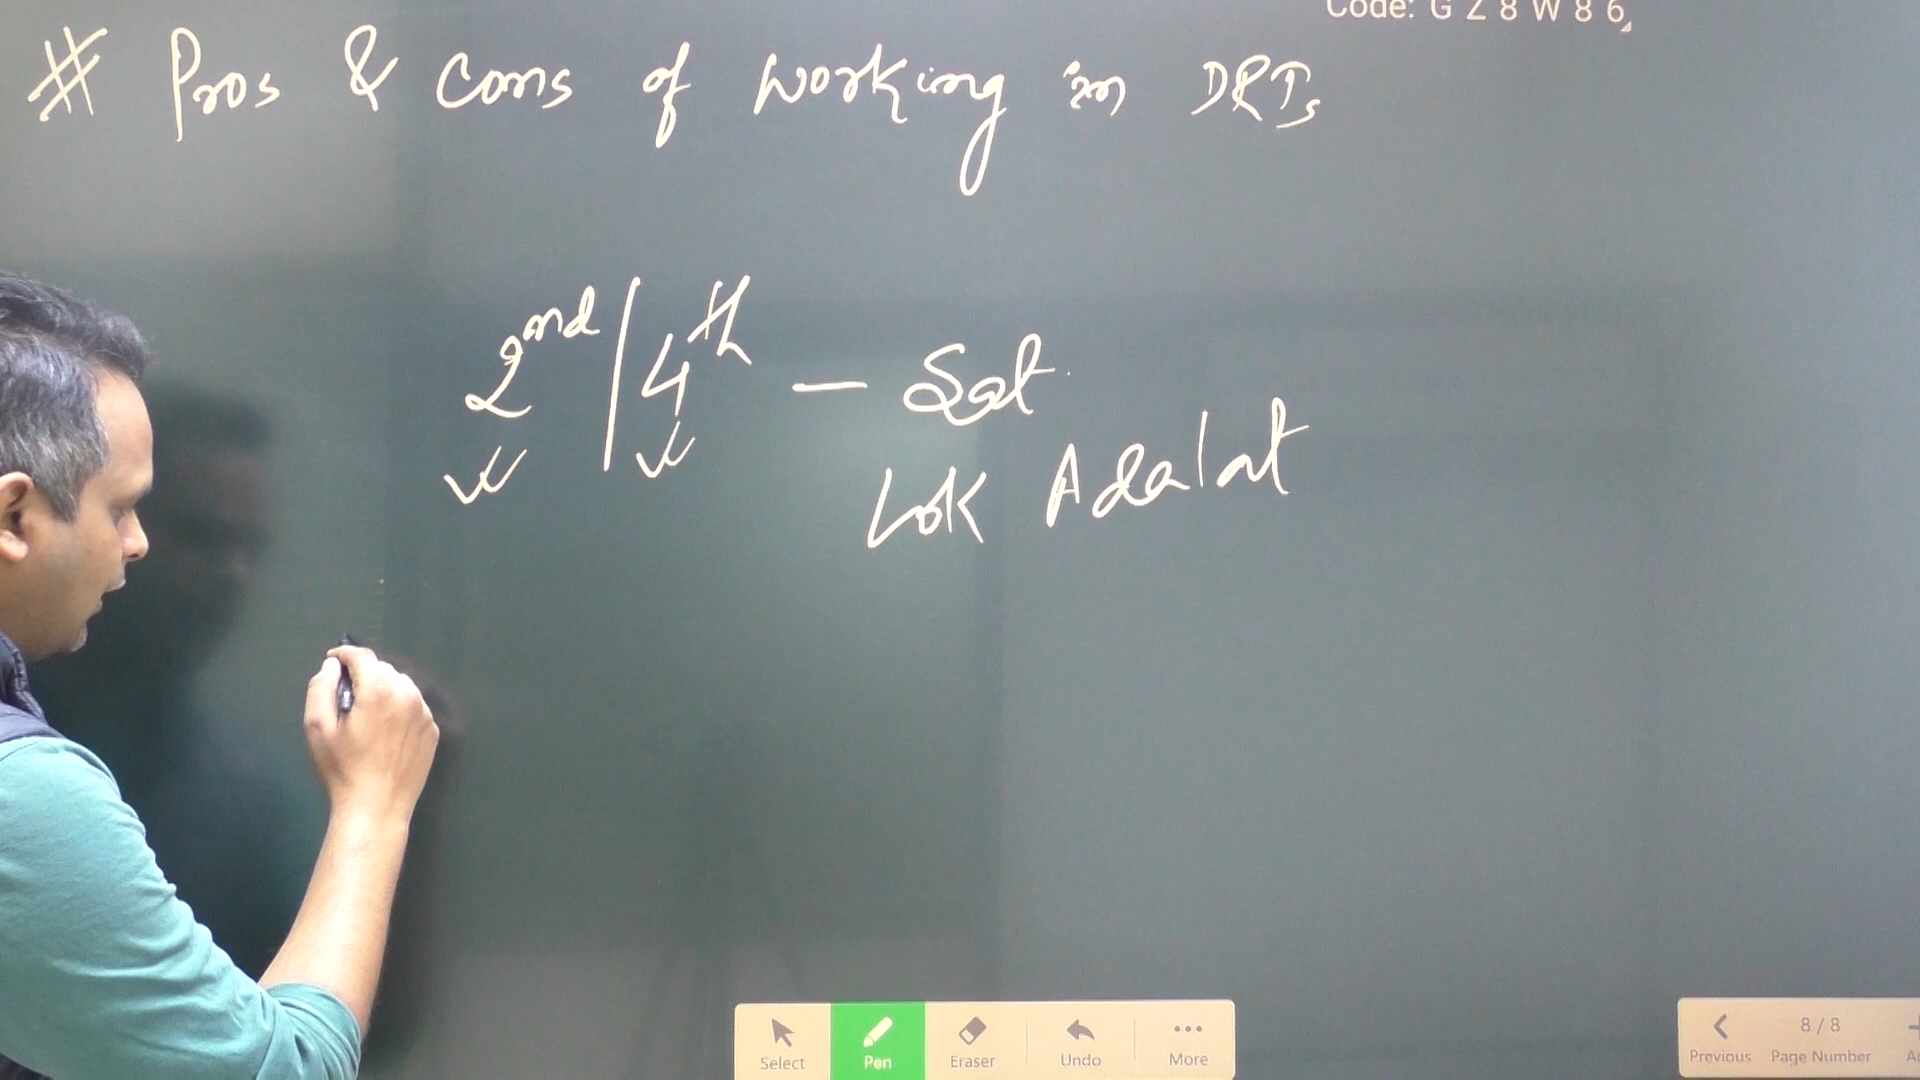 Code: G Z 8 W 8 6
# Pros & Cons of working in DRTs
2nd / 4th - Sat.
Lok Adalat
Select
Pen
Eraser
Undo
More
8 / 8
Previous
Page Number